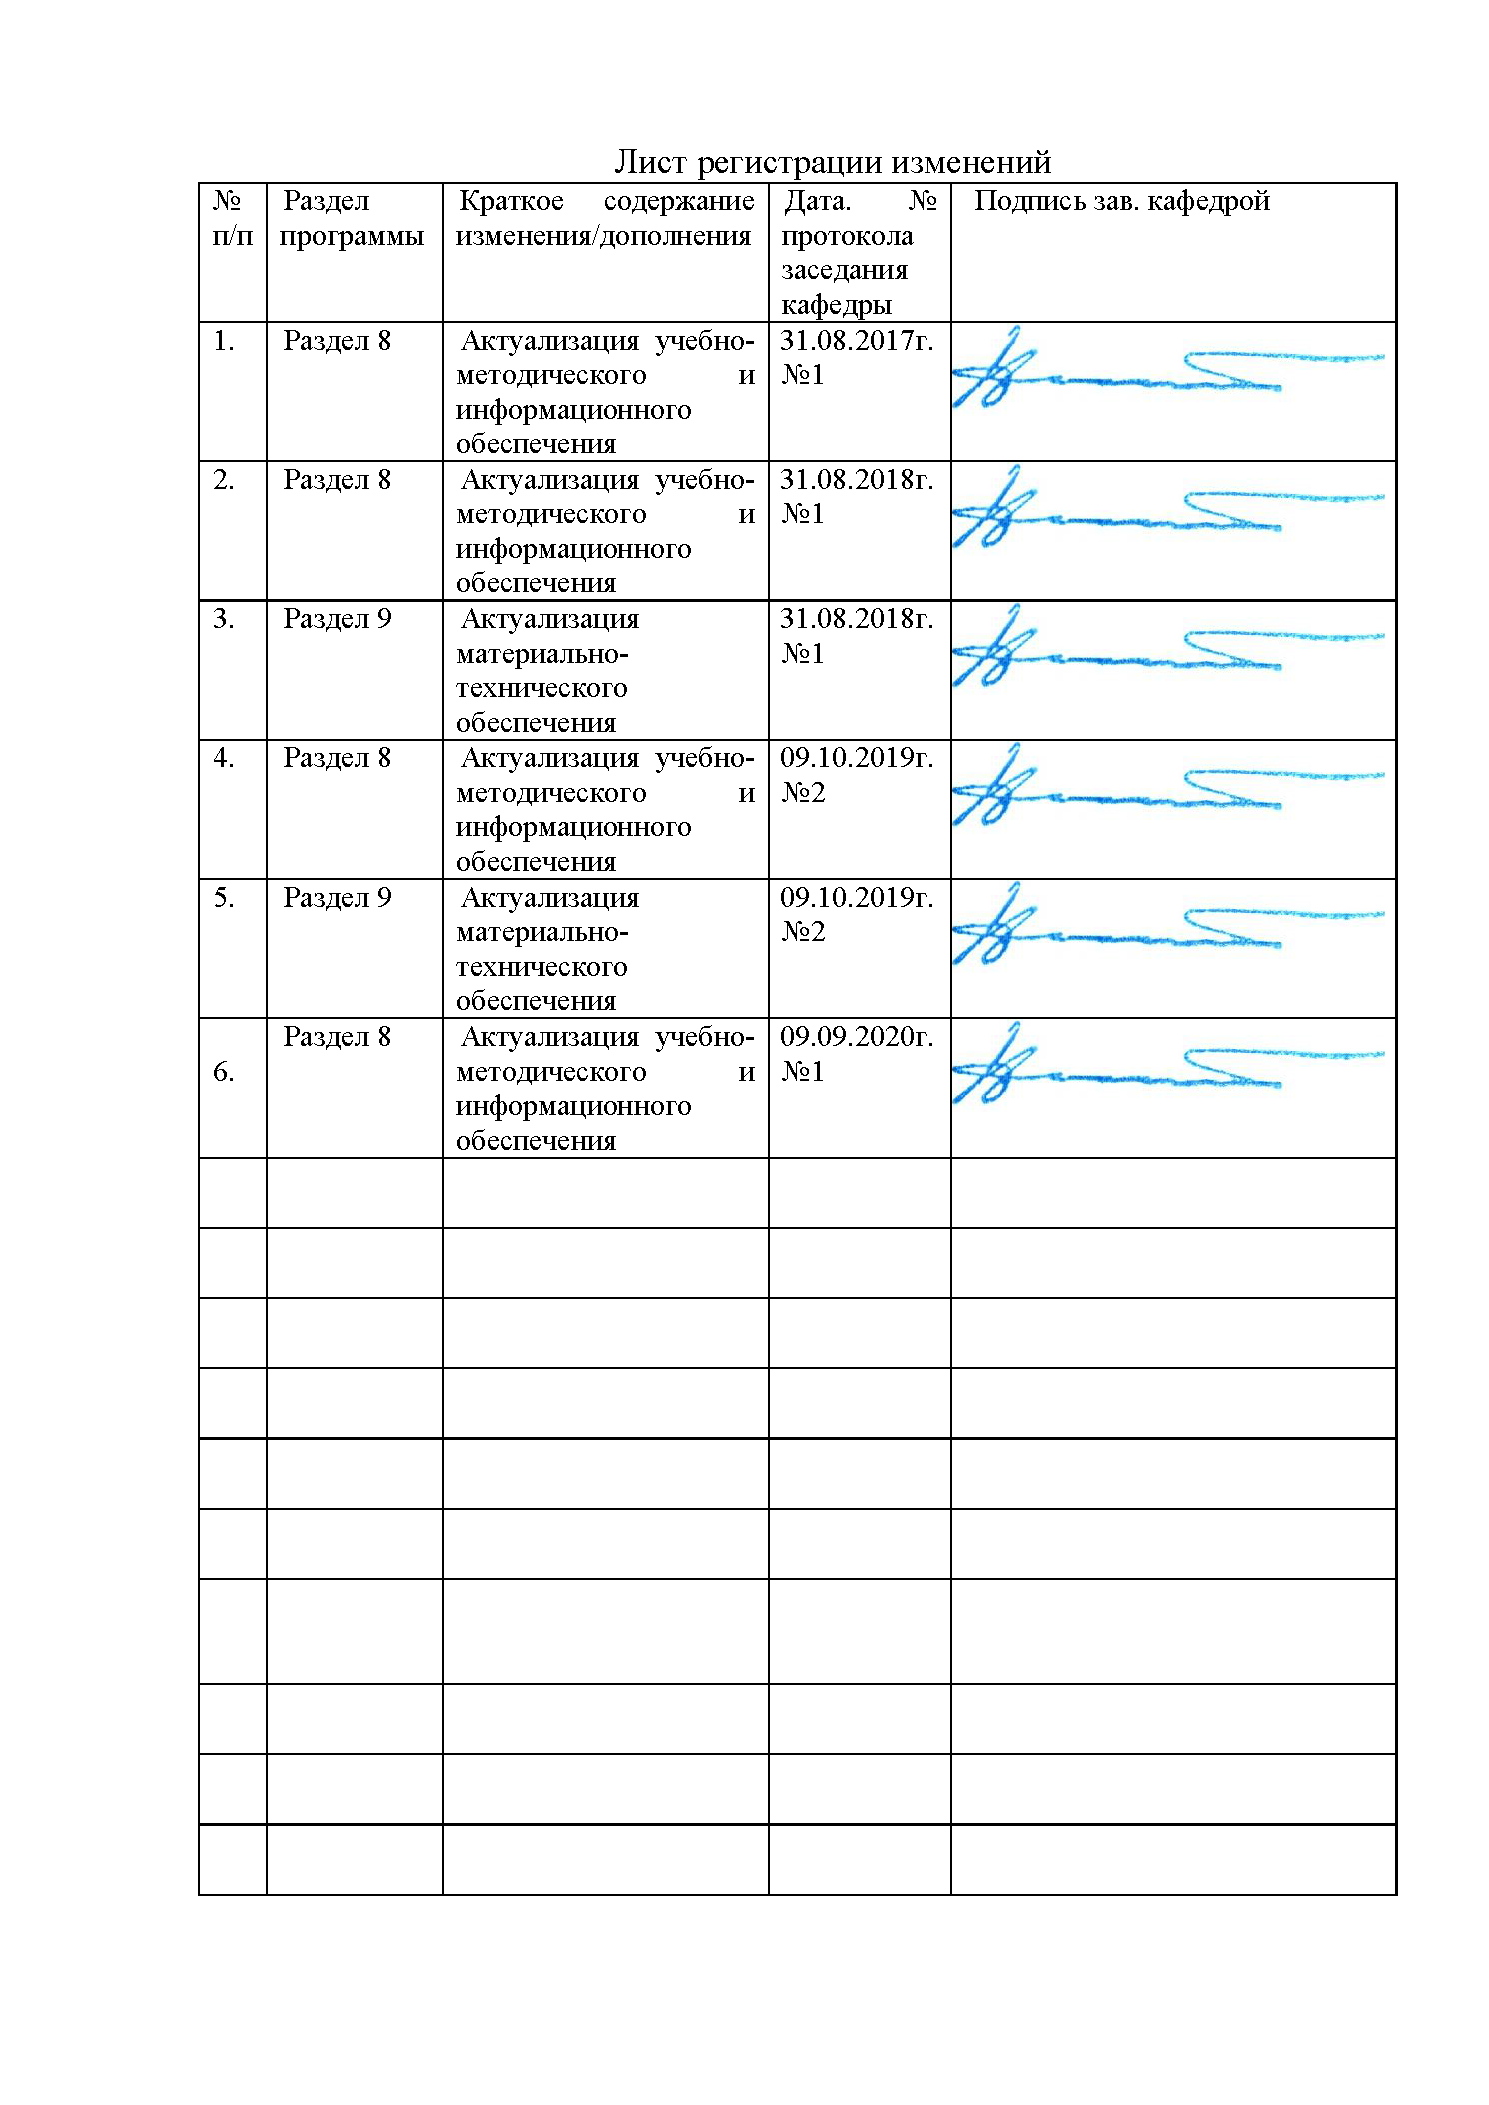 Лист регистрации изменений
№ п/п Раздел программы Краткое содержание изменения/дополнения Дата. № протокола заседания кафедры Подпись зав. кафедрой
1. Раздел 8 Актуализация учебно-
методического и
информационного
обеспечения
31.08.2017г.
№1
2. Раздел 8 Актуализация учебно-
методического и
информационного
обеспечения
31.08.2018г.
№1
3. Раздел 9 Актуализация
материально-
технического
обеспечения
31.08.2018г.
№1
4. Раздел 8 Актуализация учебно-
методического и
информационного
обеспечения
09.10.2019г.
№2
5. Раздел 9 Актуализация
материально-
технического
обеспечения
09.10.2019г.
№2
6. Раздел 8 Актуализация учебно-
методического и
информационного
обеспечения
09.09.2020г.
№1